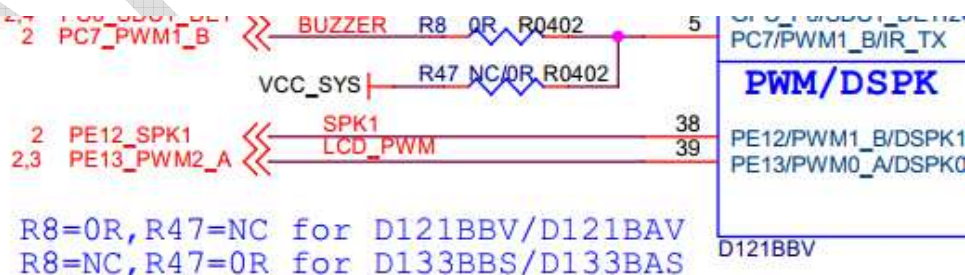 2 PC7_PWM1_B BUZZER R8 0R R0402 5 PC7/PWM1_B/IR_TX
VCC_SYS R47 NC/0R R0402 PWM/DSPK
2 PE12_SPK1 SPK1 38 PE12/PWM1_B/DSPK1
2,3 PE13_PWM2_A LCD_PWM 39 PE13/PWM0_A/DSPK0
R8=0R,R47=NC for D121BBV/D121BAV
D121BBV
R8=NC,R47=0R for D133BBS/D133BAS